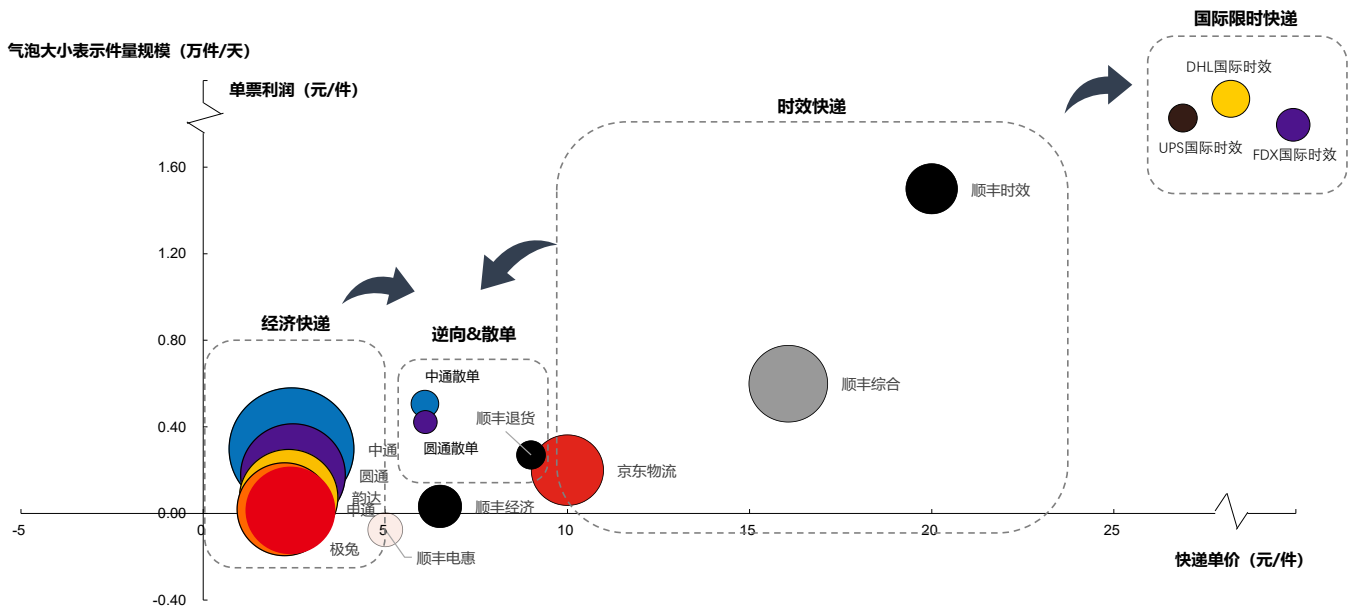 国际限时快递
气泡大小表示件量规模（万件/天）
DHL国际时效
单票利润（元/件）
时效快递
UPS国际时效
FDX国际时效
1.60
顺丰时效
1.20
经济快递
逆向&散单
0.80
中通散单
顺丰综合
顺丰退货
0.40
圆通散单
中通
京东物流
圆通
韵达
顺丰经济
申通
0.00
-5
0
5
10
15
20
25
极兔
顺丰电惠
快递单价（元/件）
-0.40